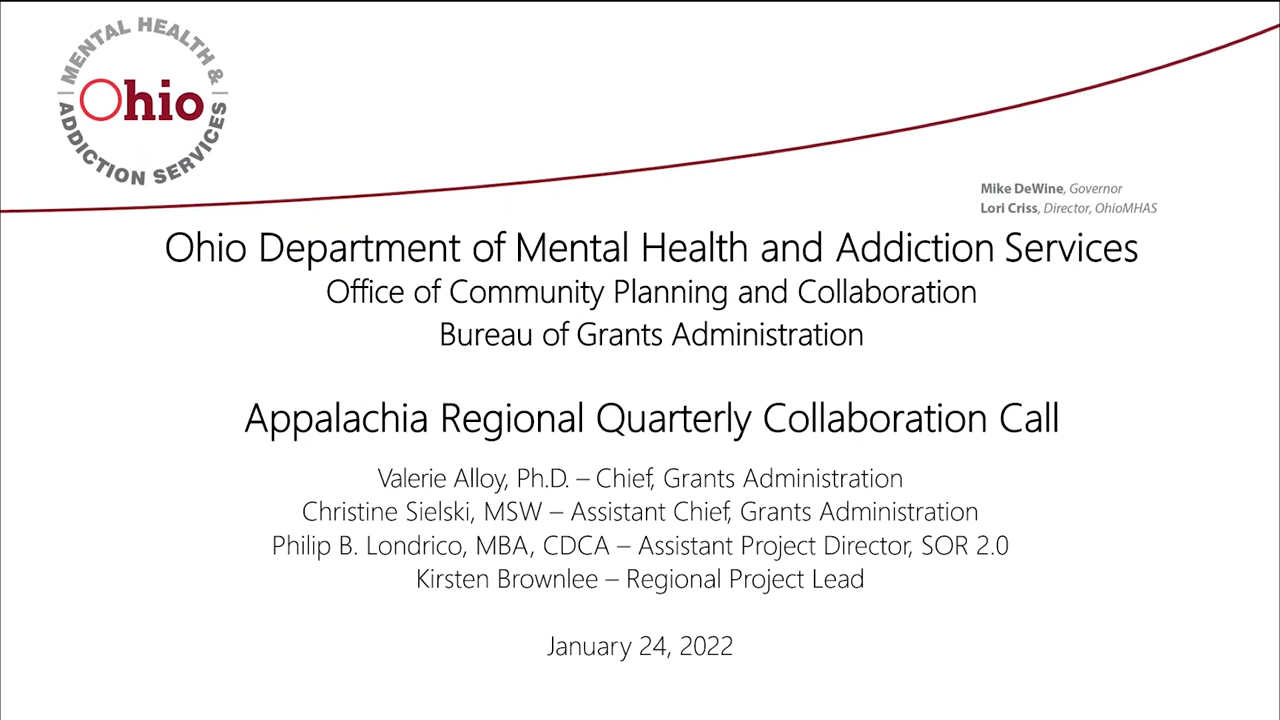 MENTAL HEALTH &
Ohio
ADDICTION SERVICES
Mike DeWine, Governor
Lori Criss, Director, OhioMHAS
Ohio Department of Mental Health and Addiction Services
Office of Community Planning and Collaboration
Bureau of Grants Administration
Appalachia Regional Quarterly Collaboration Call
Valerie Alloy, Ph.D. – Chief, Grants Administration
Christine Sielski, MSW – Assistant Chief, Grants Administration
Philip B. Londrico, MBA, CDCA – Assistant Project Director, SOR 2.0
Kirsten Brownlee – Regional Project Lead
January 24, 2022